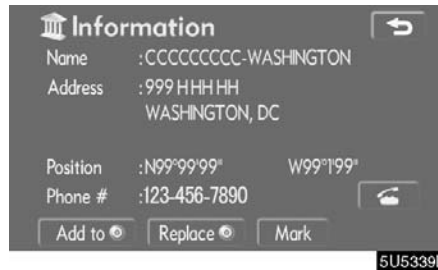 Information
Name :CCCCCCCCC-WASHINGTON
Address :999 H HH HH
WASHINGTON, DC
Position :N99°99'99" W99°1'99"
Phone # :123-456-7890
Add to Replace Mark
5U5339